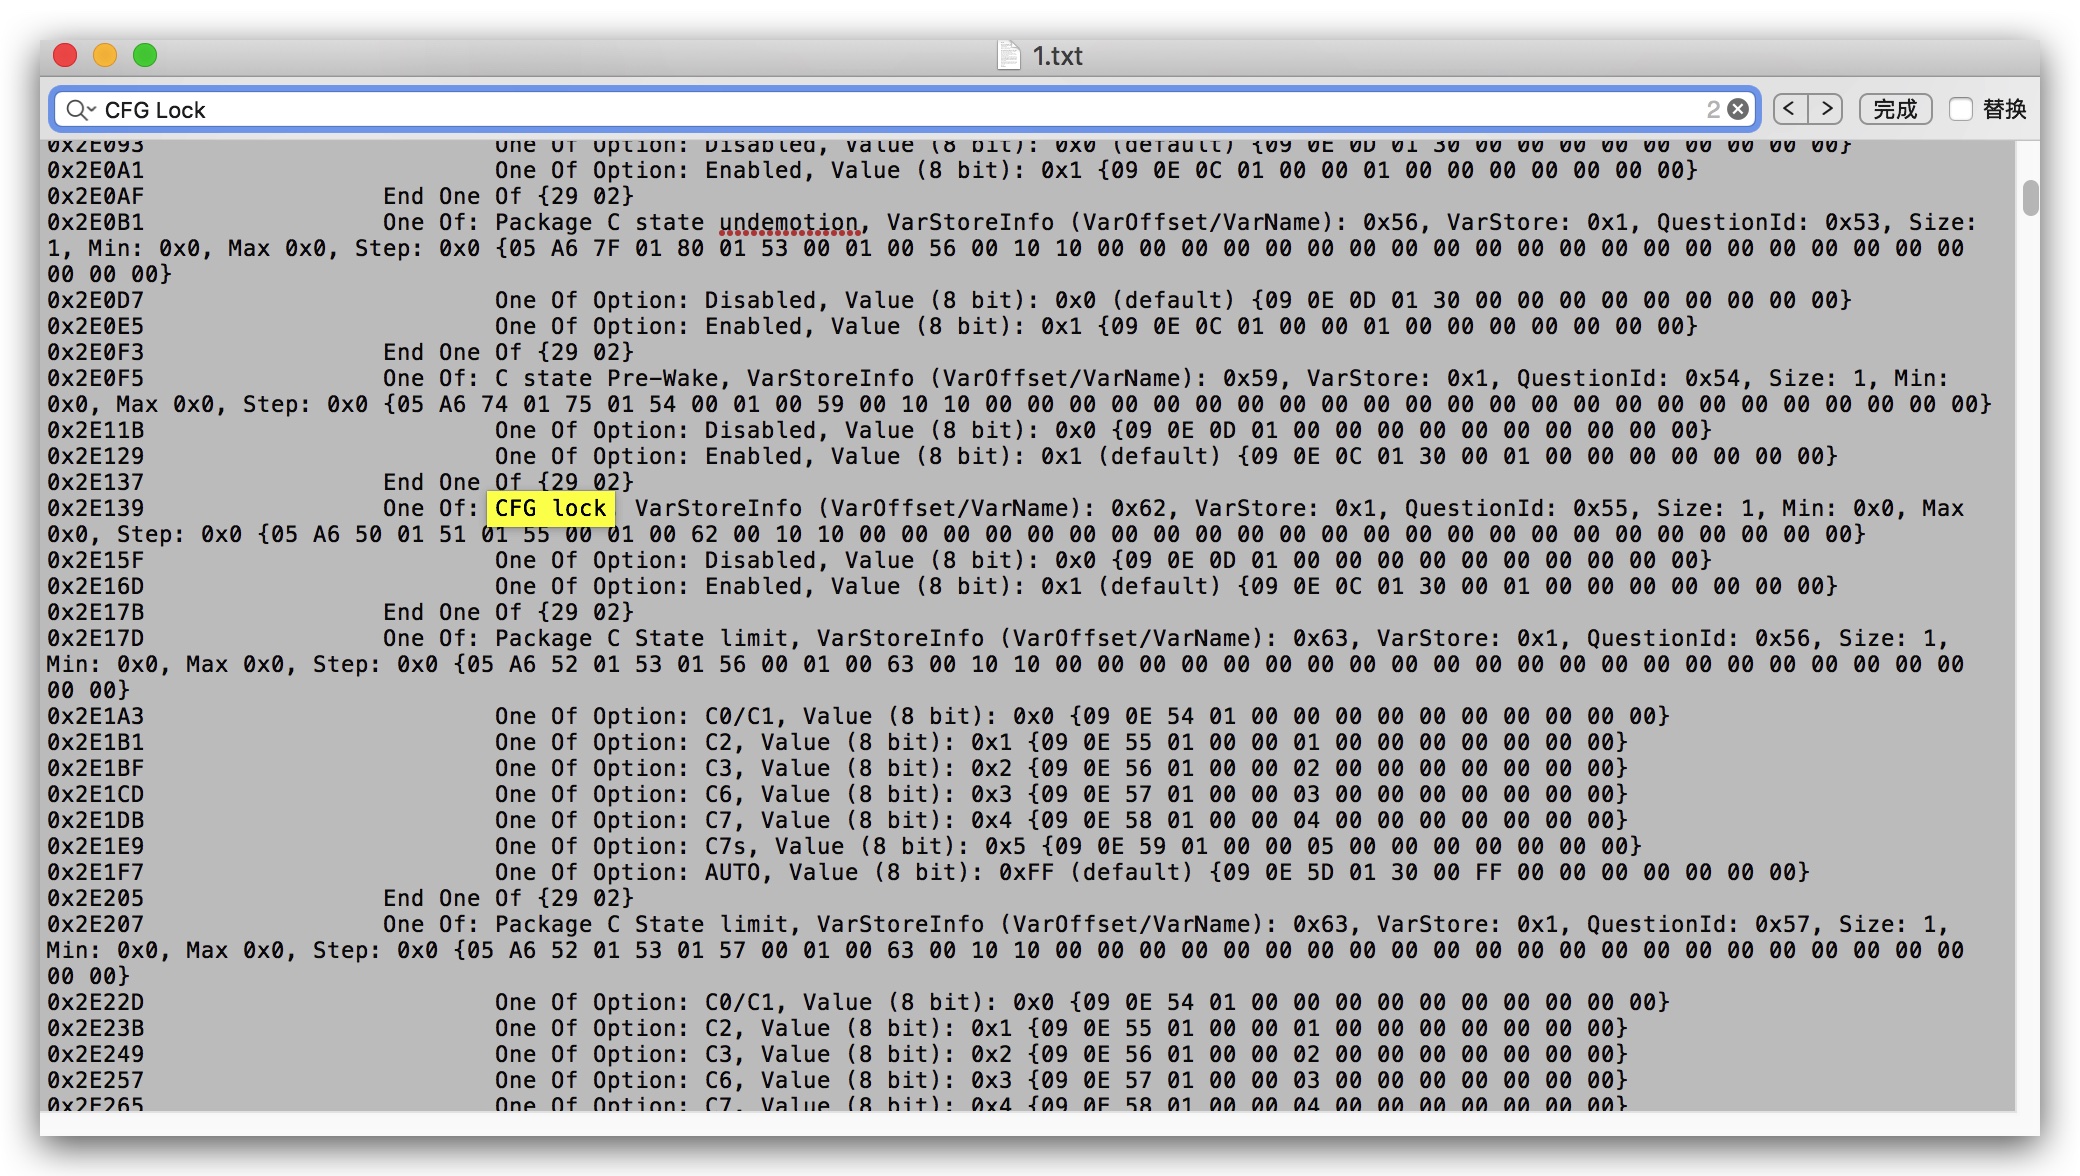 1.txt
CFG Lock 2 < > 完成 替换
0x2E093 One Of Option: Disabled, Value (8 bit): 0x0 (default) {09 0E 0D 01 30 00 00 00 00 00 00 00 00 00}
0x2E0A1 One Of Option: Enabled, Value (8 bit): 0x1 {09 0E 0C 01 00 00 01 00 00 00 00 00 00 00}
0x2E0AF End One Of {29 02}
0x2E0B1 One Of: Package C state undemotion, VarStoreInfo (VarOffset/VarName): 0x56, VarStore: 0x1, QuestionId: 0x53, Size:
1, Min: 0x0, Max 0x0, Step: 0x0 {05 A6 7F 01 80 01 53 00 01 00 56 00 10 10 00 00 00 00 00 00 00 00 00 00 00 00 00 00 00 00 00 00 00 00 00
00 00 00}
0x2E0D7 One Of Option: Disabled, Value (8 bit): 0x0 (default) {09 0E 0D 01 30 00 00 00 00 00 00 00 00 00}
0x2E0E5 One Of Option: Enabled, Value (8 bit): 0x1 {09 0E 0C 01 00 00 01 00 00 00 00 00 00 00}
0x2E0F3 End One Of {29 02}
0x2E0F5 One Of: C state Pre-Wake, VarStoreInfo (VarOffset/VarName): 0x59, VarStore: 0x1, QuestionId: 0x54, Size: 1, Min:
0x0, Max 0x0, Step: 0x0 {05 A6 74 01 75 01 54 00 01 00 59 00 10 10 00 00 00 00 00 00 00 00 00 00 00 00 00 00 00 00 00 00 00 00 00 00 00 00}
0x2E11B One Of Option: Disabled, Value (8 bit): 0x0 {09 0E 0D 01 00 00 00 00 00 00 00 00 00 00}
0x2E129 One Of Option: Enabled, Value (8 bit): 0x1 (default) {09 0E 0C 01 30 00 01 00 00 00 00 00 00 00}
0x2E137 End One Of {29 02}
0x2E139 One Of: CFG lock VarStoreInfo (VarOffset/VarName): 0x62, VarStore: 0x1, QuestionId: 0x55, Size: 1, Min: 0x0, Max
0x0, Step: 0x0 {05 A6 50 01 51 01 55 00 01 00 62 00 10 10 00 00 00 00 00 00 00 00 00 00 00 00 00 00 00 00 00 00 00 00 00 00 00 00}
0x2E15F One Of Option: Disabled, Value (8 bit): 0x0 {09 0E 0D 01 00 00 00 00 00 00 00 00 00 00}
0x2E16D One Of Option: Enabled, Value (8 bit): 0x1 (default) {09 0E 0C 01 30 00 01 00 00 00 00 00 00 00}
0x2E17B End One Of {29 02}
0x2E17D One Of: Package C State limit, VarStoreInfo (VarOffset/VarName): 0x63, VarStore: 0x1, QuestionId: 0x56, Size: 1,
Min: 0x0, Max 0x0, Step: 0x0 {05 A6 52 01 53 01 56 00 01 00 63 00 10 10 00 00 00 00 00 00 00 00 00 00 00 00 00 00 00 00 00 00 00 00 00 00
00 00}
0x2E1A3 One Of Option: C0/C1, Value (8 bit): 0x0 {09 0E 54 01 00 00 00 00 00 00 00 00 00 00}
0x2E1B1 One Of Option: C2, Value (8 bit): 0x1 {09 0E 55 01 00 00 01 00 00 00 00 00 00 00}
0x2E1BF One Of Option: C3, Value (8 bit): 0x2 {09 0E 56 01 00 00 02 00 00 00 00 00 00 00}
0x2E1CD One Of Option: C6, Value (8 bit): 0x3 {09 0E 57 01 00 00 03 00 00 00 00 00 00 00}
0x2E1DB One Of Option: C7, Value (8 bit): 0x4 {09 0E 58 01 00 00 04 00 00 00 00 00 00 00}
0x2E1E9 One Of Option: C7s, Value (8 bit): 0x5 {09 0E 59 01 00 00 05 00 00 00 00 00 00 00}
0x2E1F7 One Of Option: AUTO, Value (8 bit): 0xFF (default) {09 0E 5D 01 30 00 FF 00 00 00 00 00 00 00}
0x2E205 End One Of {29 02}
0x2E207 One Of: Package C State limit, VarStoreInfo (VarOffset/VarName): 0x63, VarStore: 0x1, QuestionId: 0x57, Size: 1,
Min: 0x0, Max 0x0, Step: 0x0 {05 A6 52 01 53 01 57 00 01 00 63 00 10 10 00 00 00 00 00 00 00 00 00 00 00 00 00 00 00 00 00 00 00 00 00 00
00 00}
0x2E22D One Of Option: C0/C1, Value (8 bit): 0x0 {09 0E 54 01 00 00 00 00 00 00 00 00 00 00}
0x2E23B One Of Option: C2, Value (8 bit): 0x1 {09 0E 55 01 00 00 01 00 00 00 00 00 00 00}
0x2E249 One Of Option: C3, Value (8 bit): 0x2 {09 0E 56 01 00 00 02 00 00 00 00 00 00 00}
0x2E257 One Of Option: C6, Value (8 bit): 0x3 {09 0E 57 01 00 00 03 00 00 00 00 00 00 00}
0x2E265 One Of Option: C7, Value (8 bit): 0x4 {09 0E 58 01 00 00 04 00 00 00 00 00 00 00}